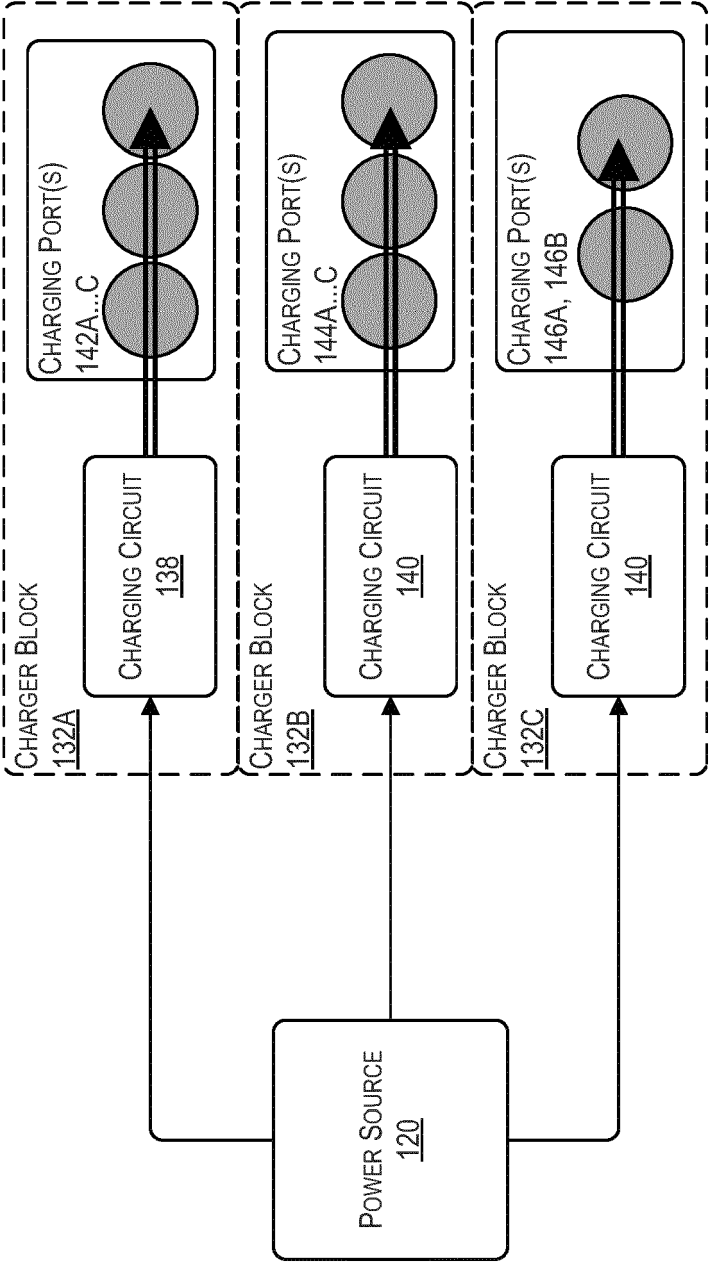 POWER SOURCE
120
CHARGER BLOCK
132A
CHARGING CIRCUIT
138
CHARGING PORT(S)
142A...C
CHARGER BLOCK
132B
CHARGING CIRCUIT
140
CHARGING PORT(S)
144A...C
CHARGER BLOCK
132C
CHARGING CIRCUIT
140
CHARGING PORT(S)
146A, 146B